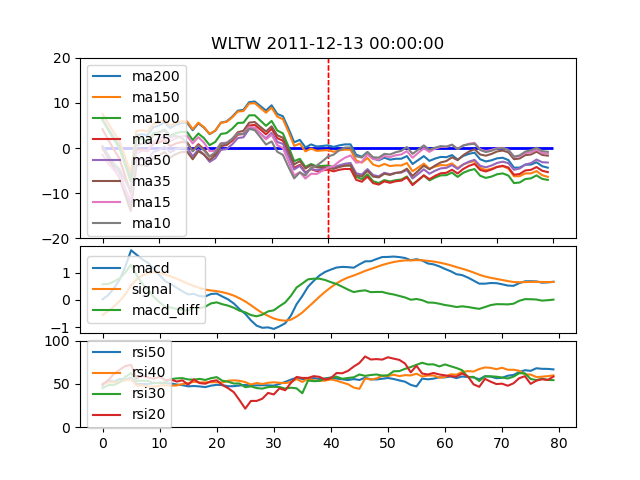 WLTW 2011-12-13 00:00:00
20
10
0
−10
−20
ma200
ma150
ma100
ma75
ma50
ma35
ma15
ma10
1
0
−1
macd
signal
macd_diff
100
50
0
rsi50
rsi40
rsi30
rsi20
0 10 20 30 40 50 60 70 80